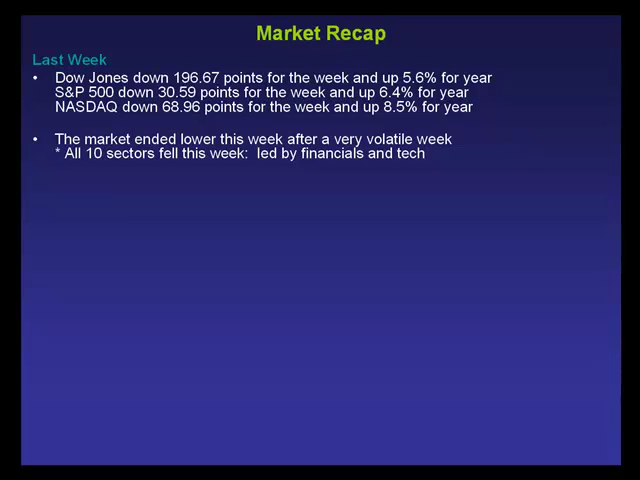 Market Recap
Last Week
• Dow Jones down 196.67 points for the week and up 5.6% for year
S&P 500 down 30.59 points for the week and up 6.4% for year
NASDAQ down 68.96 points for the week and up 8.5% for year
• The market ended lower this week after a very volatile week
* All 10 sectors fell this week:  led by financials and tech